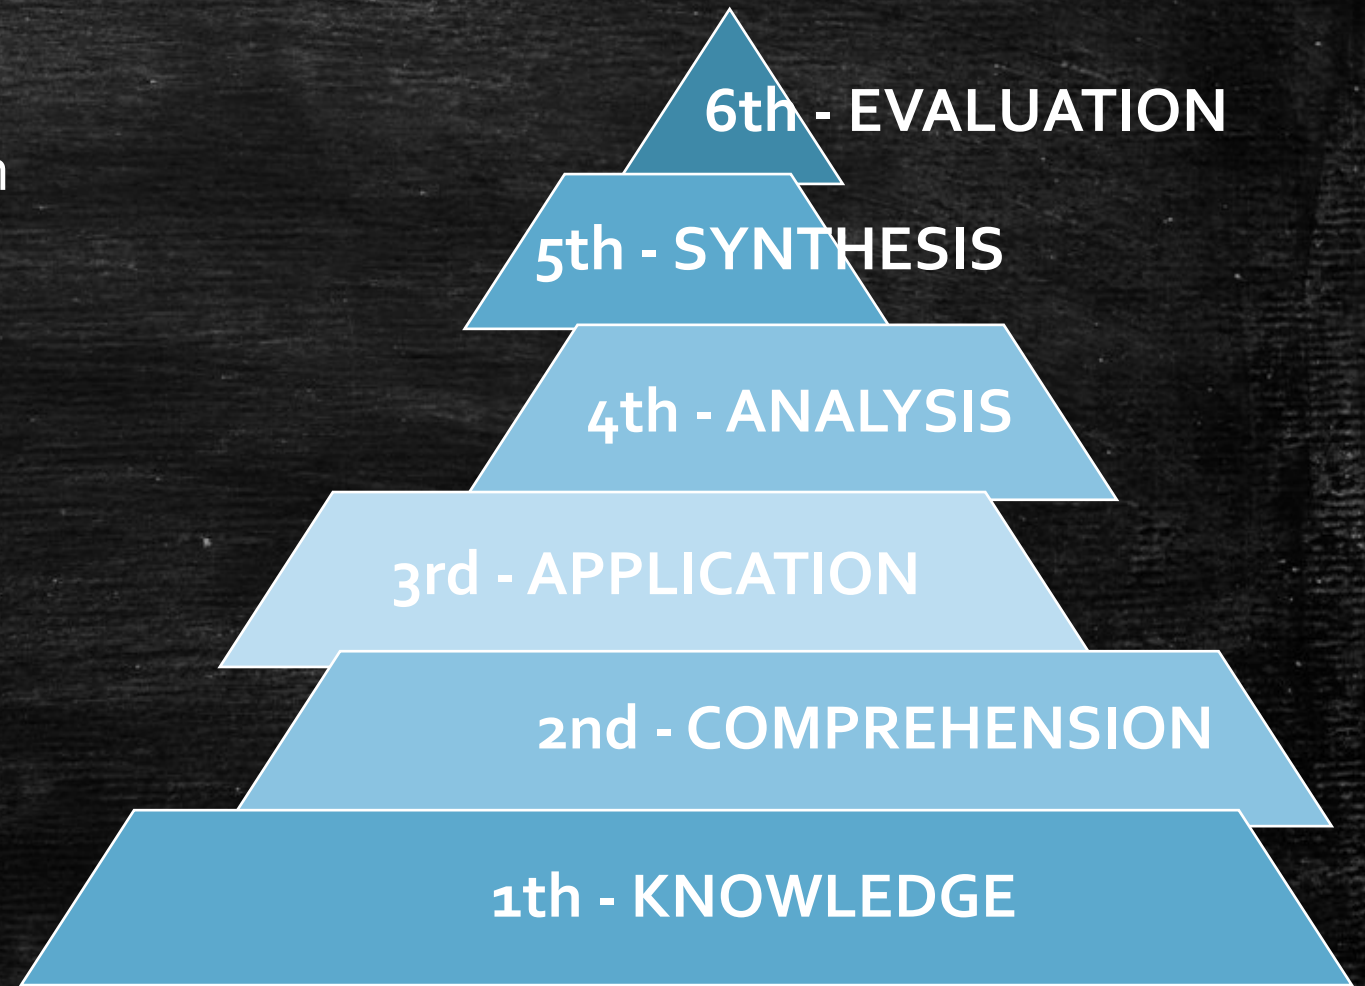 6th - EVALUATION
5th - SYNTHESIS
4th - ANALYSIS
3rd - APPLICATION
2nd - COMPREHENSION
1th - KNOWLEDGE